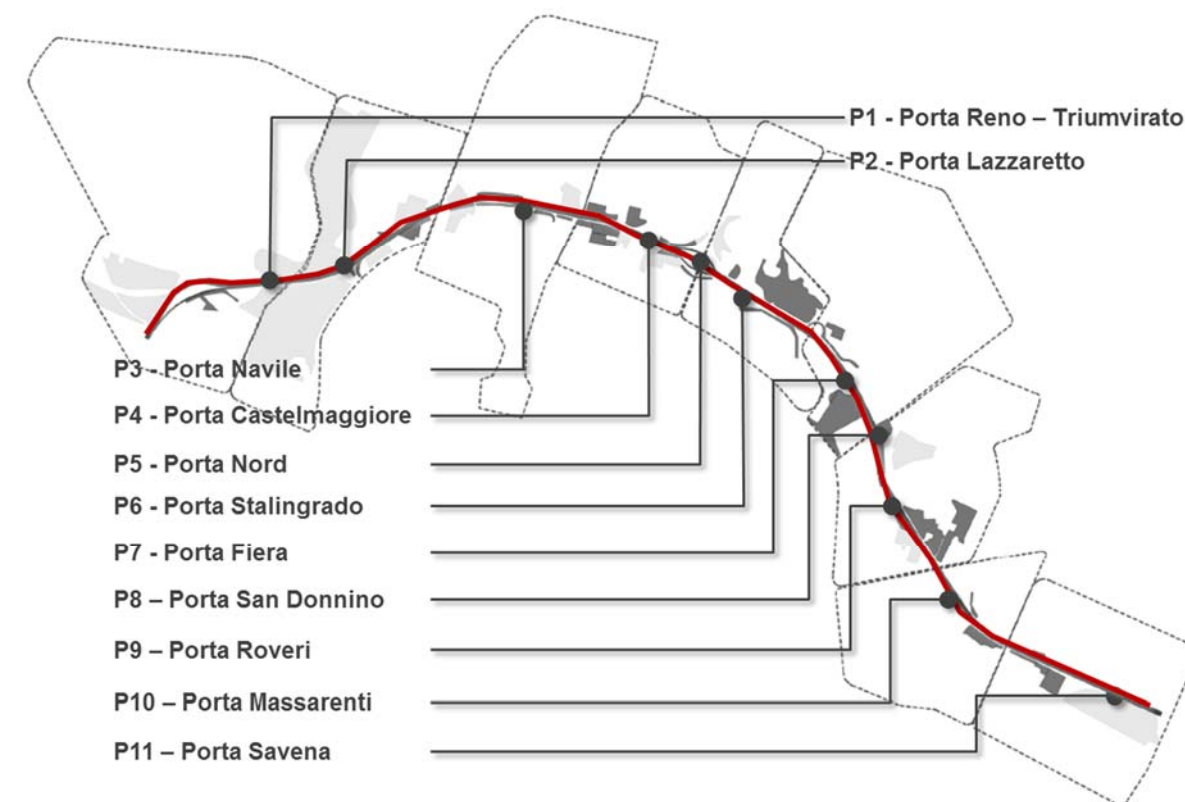 P1 - Porta Reno – Triumvirato
P2 - Porta Lazzaretto
P3 - Porta Navile
P4 - Porta Castelmaggiore
P5 - Porta Nord
P6 - Porta Stalingrado
P7 - Porta Fiera
P8 – Porta San Donnino
P9 – Porta Roveri
P10 – Porta Massarenti
P11 – Porta Savena